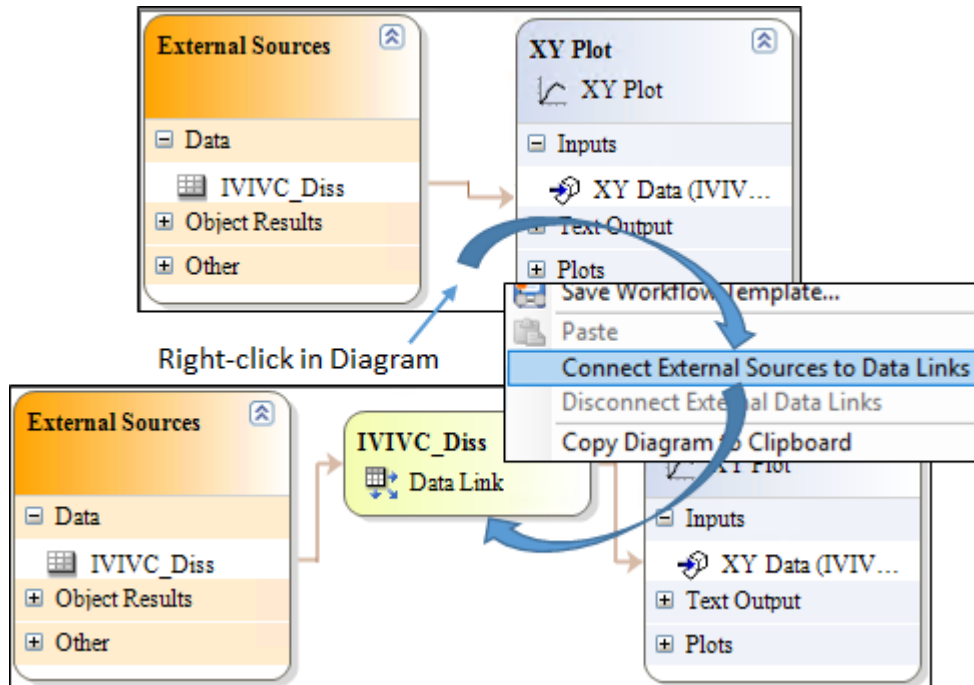 External Sources
Data
IVIVC_Diss
Object Results
Other
XY Plot
XY Plot
Inputs
XY Data (IVIV...
Text Output
Plots
Right-click in Diagram
Save Workflow Template...
Paste
Connect External Sources to Data Links
Disconnect External Data Links
Copy Diagram to Clipboard
External Sources
Data
IVIVC_Diss
Object Results
Other
IVIVC_Diss
Data Link
XY Plot
Inputs
XY Data (IVIV...
Text Output
Plots